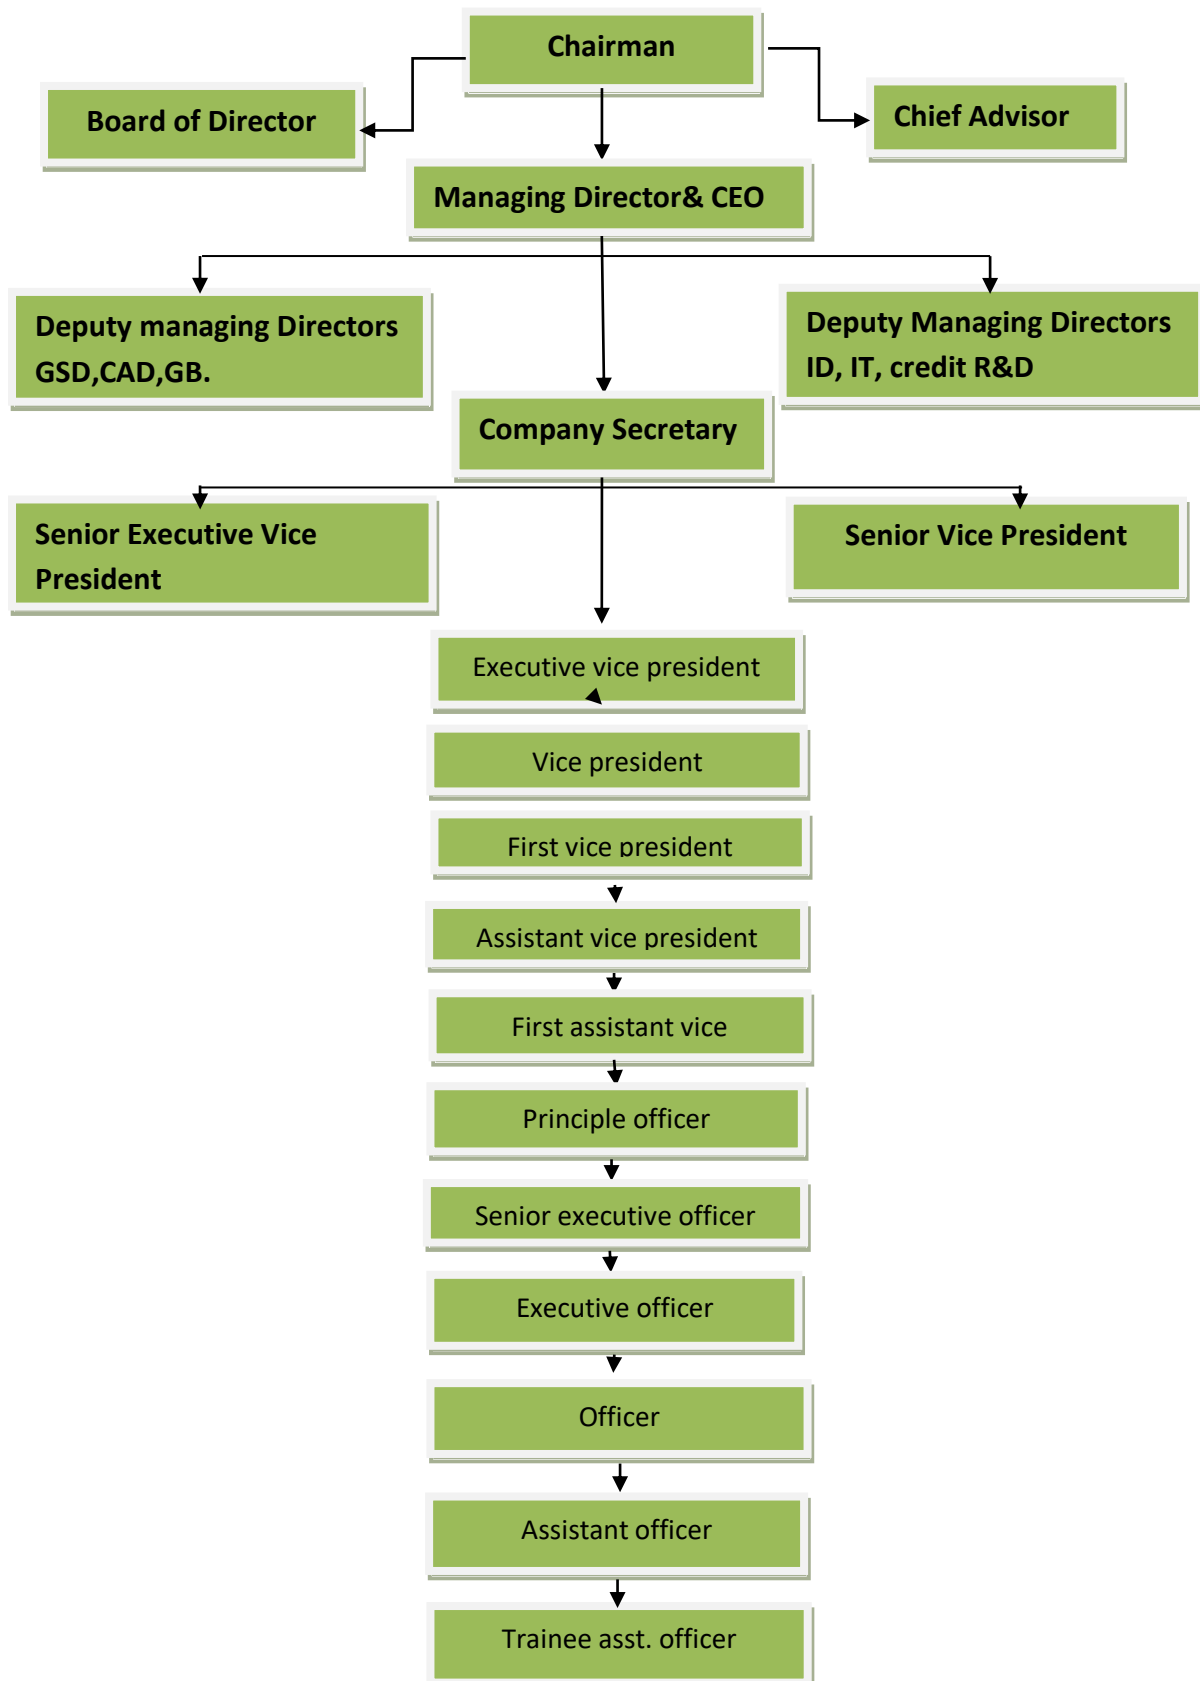 Chairman
Board of Director
Chief Advisor
Managing Director& CEO
Deputy managing Directors
GSD,CAD,GB.
Deputy Managing Directors
ID, IT, credit R&D
Company Secretary
Senior Executive Vice
President
Senior Vice President
Executive vice president
Vice president
First vice president
Assistant vice president
First assistant vice
Principle officer
Senior executive officer
Executive officer
Officer
Assistant officer
Trainee asst. officer